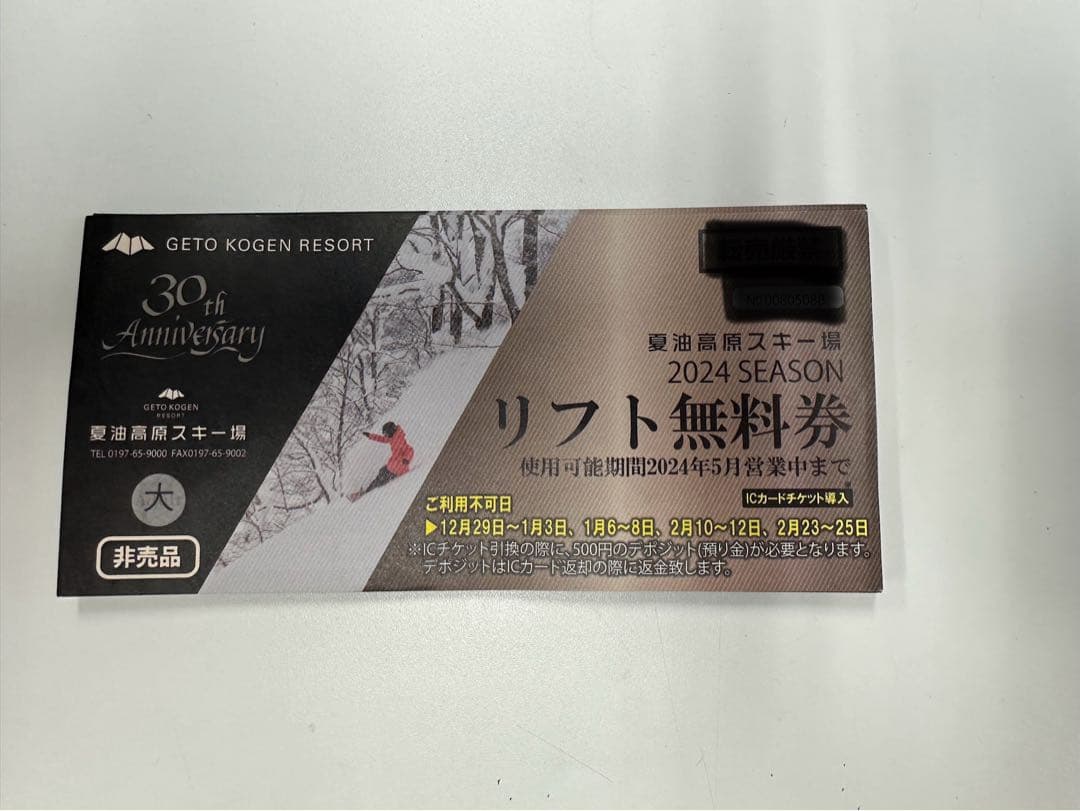 GETO KOGEN RESORT
30th
Anniversary
GETO KOGEN
RESORT
夏油高原スキー場
TEL 0197-65-9000 FAX0197-65-9002
大
非売品
夏油高原スキー場
2024 SEASON
リフト無料券
使用可能期間2024年5月営業中まで
ICカードチケット導入
ご利用不可日
▶12月29日～1月3日、1月6～8日、2月10～12日、2月23～25日
※ICチケット引換の際に、500円のデポジット(預り金)が必要となります。
デポジットはICカード返却の際に返金致します。